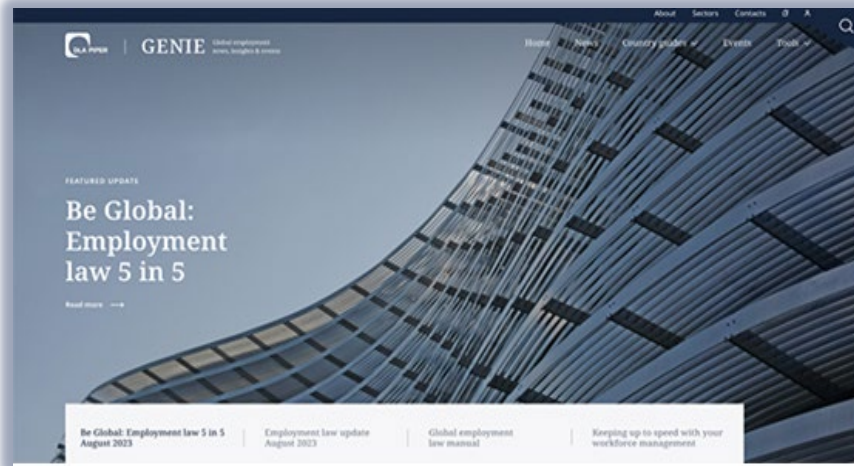 About Sectors Contacts
DLA PIPER
GENIE
Global employment
news, insights & events
Home News Country guides Events Tools
FEATURED UPDATE
Be Global:
Employment
law 5 in 5
Read more →
Be Global: Employment law 5 in 5
August 2023
Employment law update
August 2023
Global employment
law manual
Keeping up to speed with your
workforce management